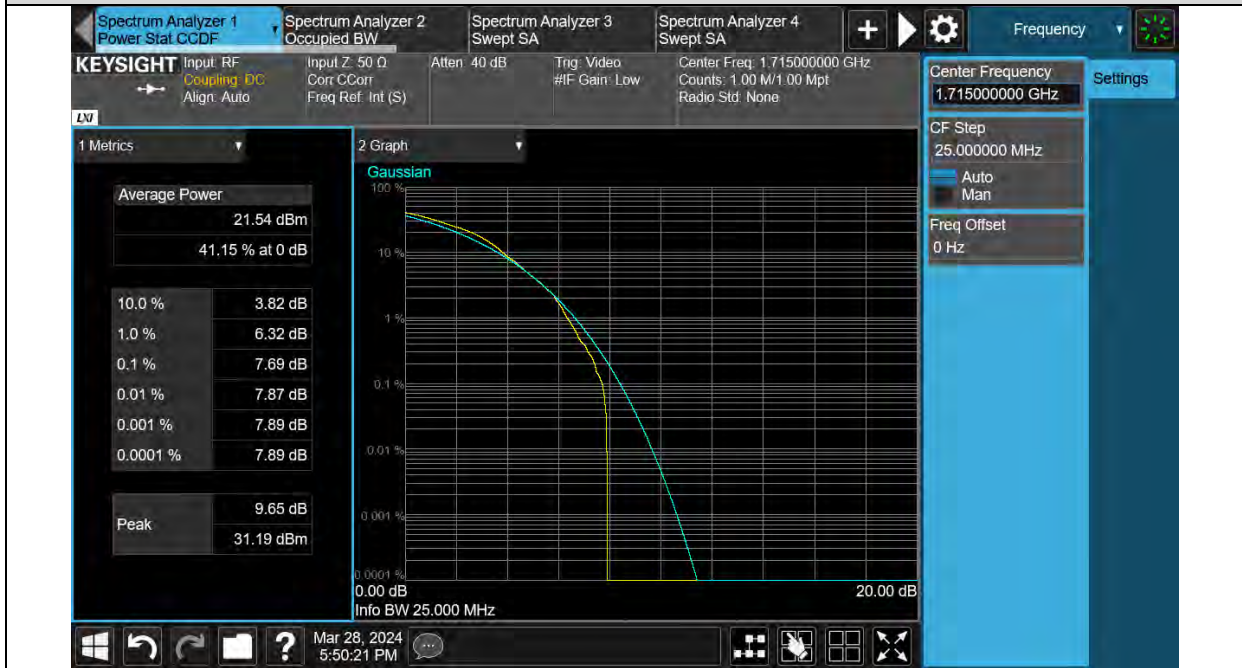 Spectrum Analyzer 1
Power Stat CCDF
Spectrum Analyzer 2
Occupied BW
Spectrum Analyzer 3
Swept SA
Spectrum Analyzer 4
Swept SA
+
Frequency
KEYSIGHT
LXI
Input: RF
Coupling: DC
Align: Auto
Input Z: 50 Ω
Corr CCorr
Freq Ref: Int (S)
Atten: 40 dB
Trig: Video
#IF Gain: Low
Center Freq: 1.715000000 GHz
Counts: 1.00 M/1.00 Mpt
Radio Std: None
Center Frequency
1.715000000 GHz
Settings
CF Step
25.000000 MHz
Auto
Man
Freq Offset
0 Hz
1 Metrics
Average Power
21.54 dBm
41.15 % at 0 dB
10.0 % 3.82 dB
1.0 % 6.32 dB
0.1 % 7.69 dB
0.01 % 7.87 dB
0.001 % 7.89 dB
0.0001 % 7.89 dB
Peak
9.65 dB
31.19 dBm
2 Graph
Gaussian
100 %
10 %
1 %
0.1 %
0.01 %
0.001 %
0.0001 %
0.00 dB 20.00 dB
Info BW 25.000 MHz
?
Mar 28, 2024
5:50:21 PM